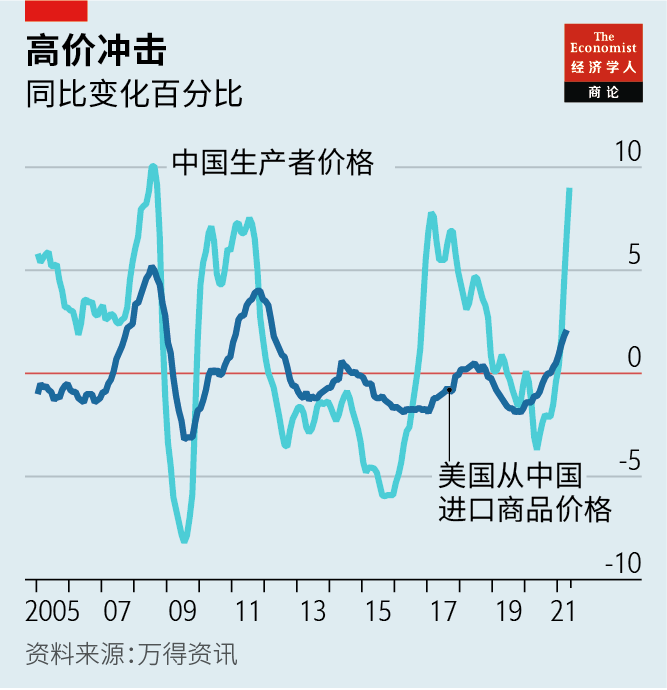 高价冲击
同比变化百分比
The
Economist
经济学人
商论
中国生产者价格
10
5
0
-5
美国从中国
进口商品价格
-10
2005 07 09 11 13 15 17 19 21
资料来源：万得资讯